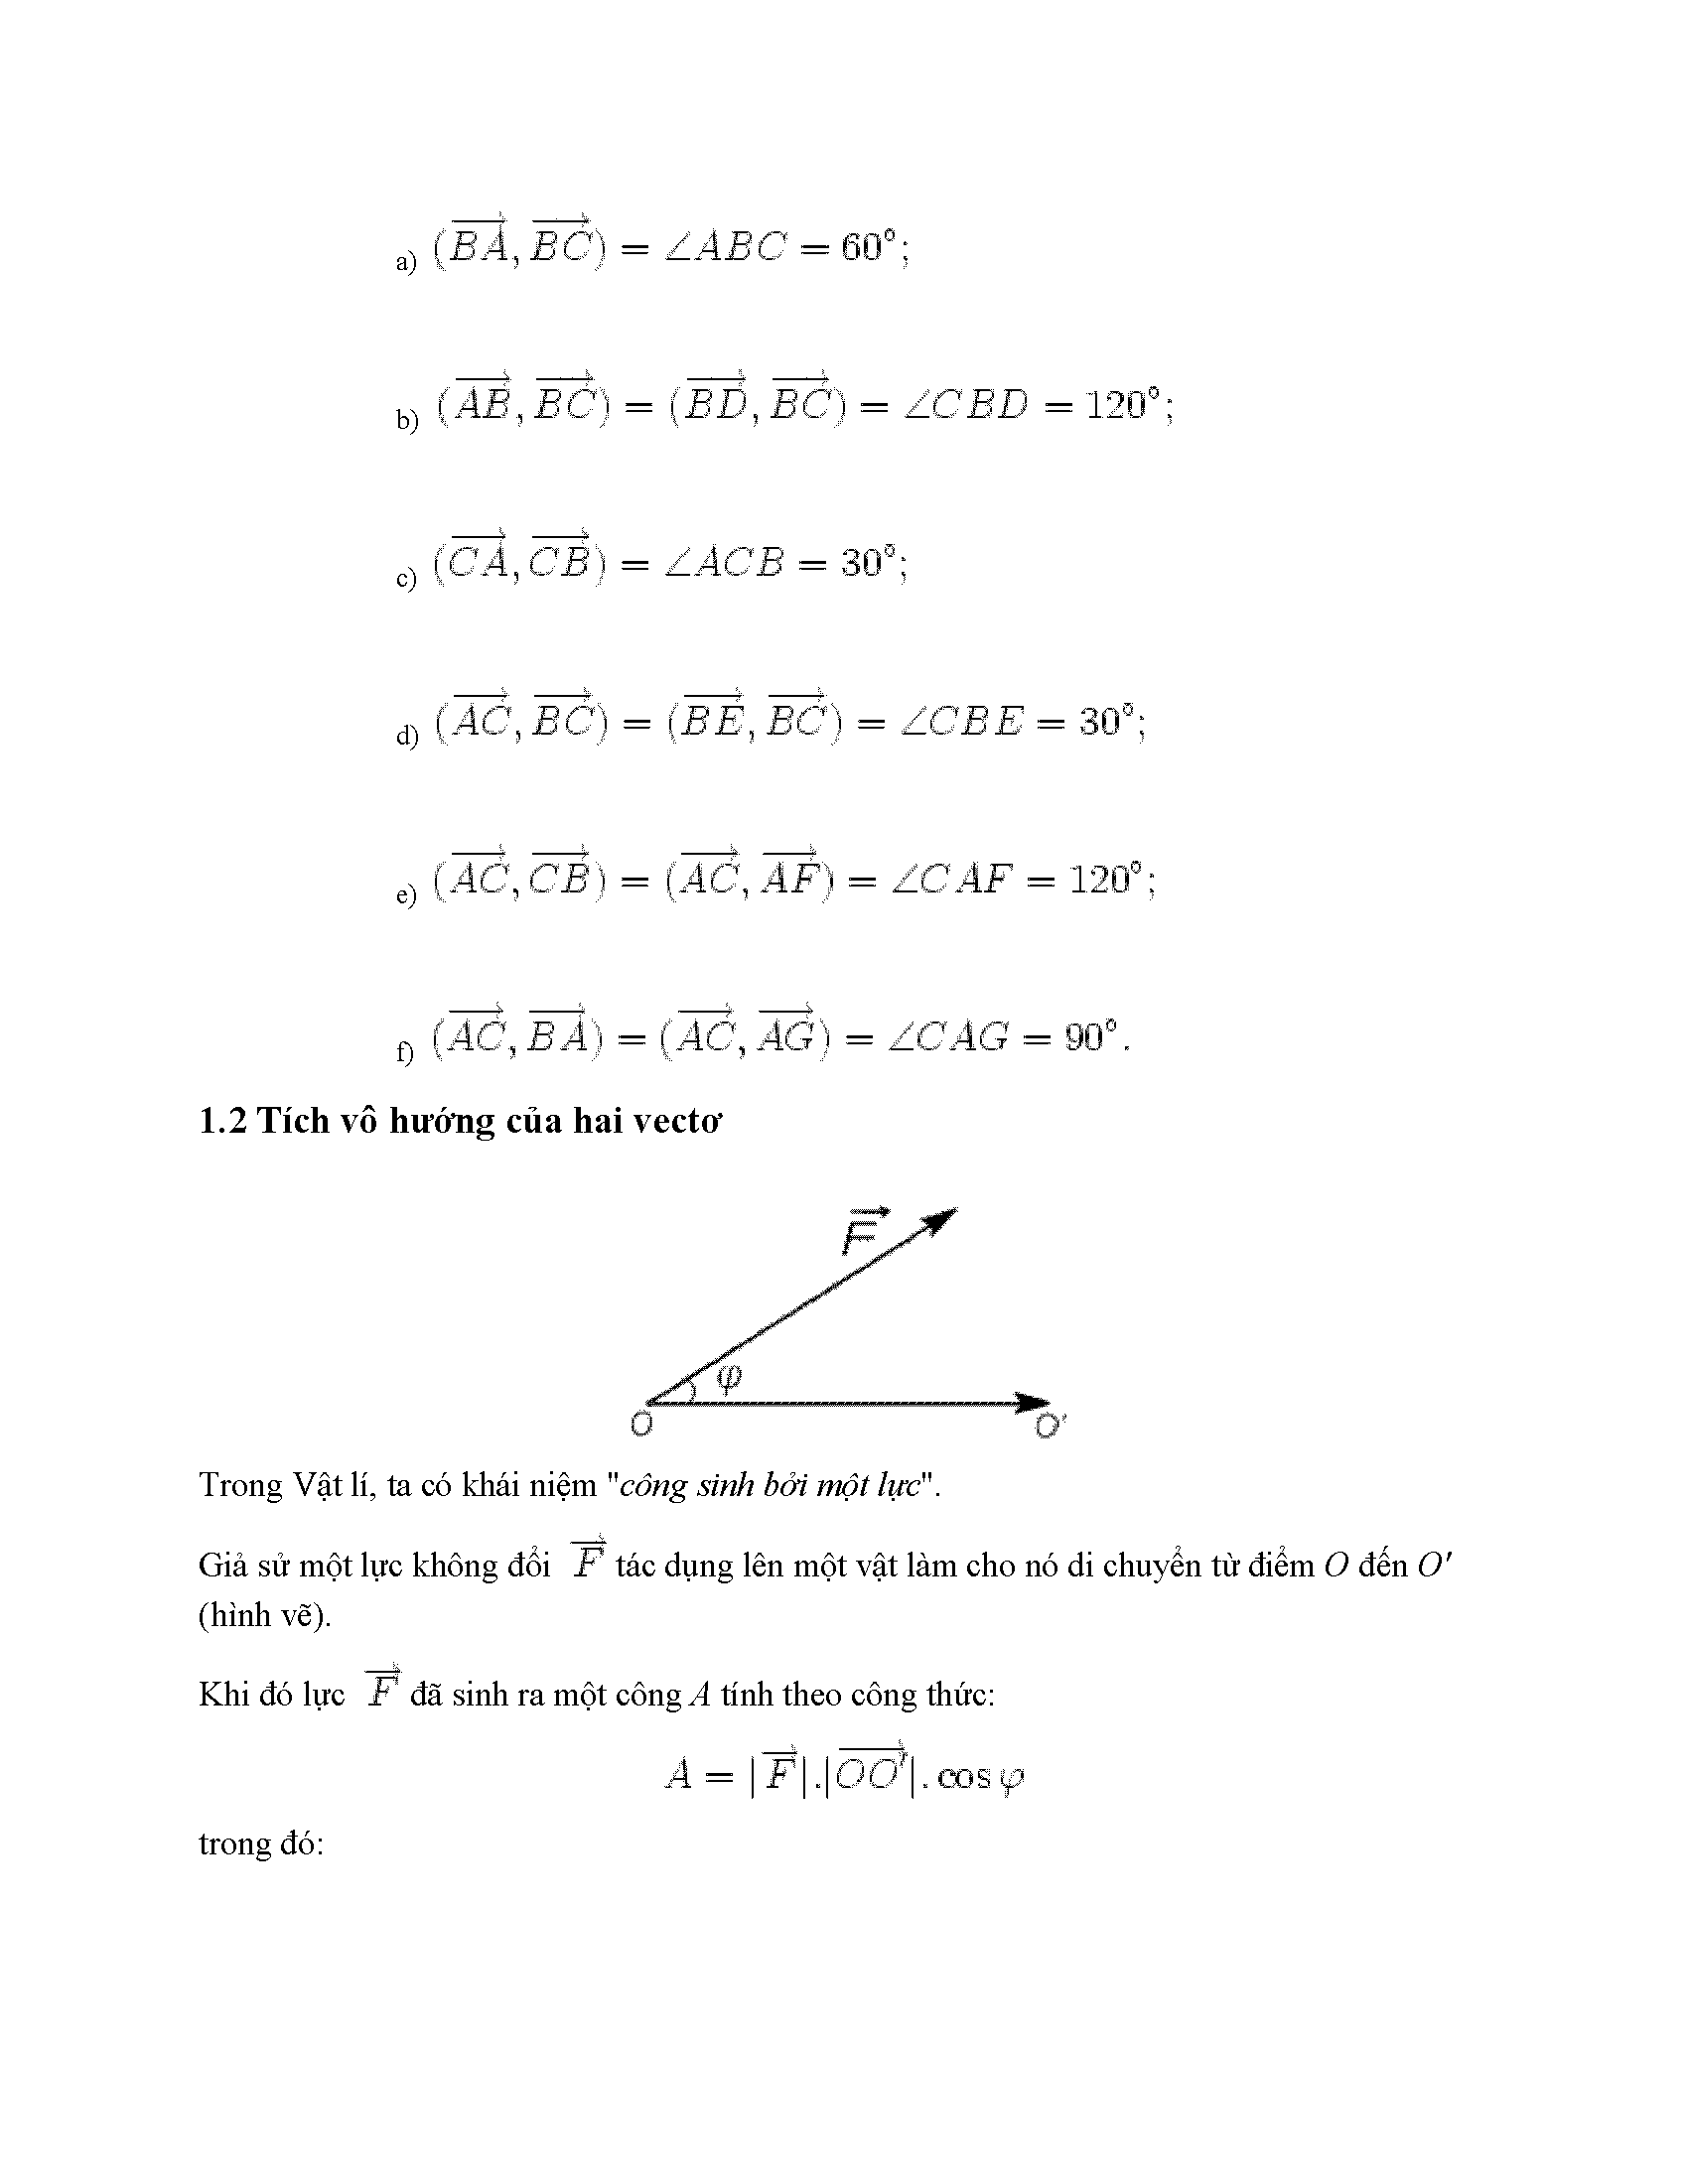 a) $(\overrightarrow{BA}, \overrightarrow{BC}) = \angle ABC = 60^\circ;$
b) $(\overrightarrow{AB}, \overrightarrow{BC}) = (\overrightarrow{BD}, \overrightarrow{BC}) = \angle CBD = 120^\circ;$
c) $(\overrightarrow{CA}, \overrightarrow{CB}) = \angle ACB = 30^\circ;$
d) $(\overrightarrow{AC}, \overrightarrow{BC}) = (\overrightarrow{BE}, \overrightarrow{BC}) = \angle CBE = 30^\circ;$
e) $(\overrightarrow{AC}, \overrightarrow{CB}) = (\overrightarrow{AC}, \overrightarrow{AF}) = \angle CAF = 120^\circ;$
f) $(\overrightarrow{AC}, \overrightarrow{BA}) = (\overrightarrow{AC}, \overrightarrow{AG}) = \angle CAG = 90^\circ.$
1.2 Tích vô hướng của hai vectơ
$\overrightarrow{F}$
φ
O O'
Trong Vật lí, ta có khái niệm "công sinh bởi một lực".
Giả sử một lực không đổi $\overrightarrow{F}$ tác dụng lên một vật làm cho nó di chuyển từ điểm O đến O'
(hình vẽ).
Khi đó lực $\overrightarrow{F}$ đã sinh ra một công A tính theo công thức:
$A = |\overrightarrow{F}|.|\overrightarrow{OO'}|.\cos\varphi$
trong đó: